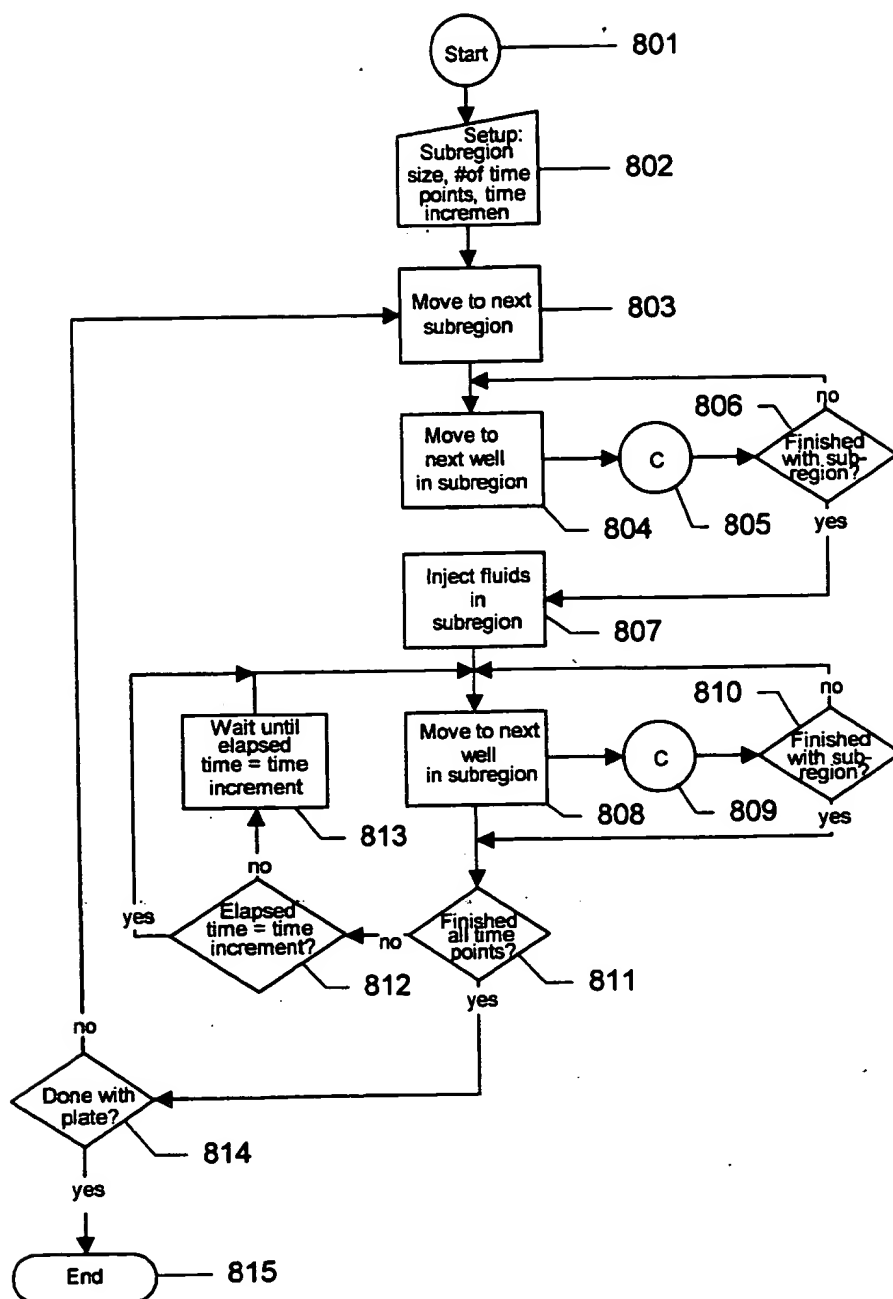 Start
801
Setup:
Subregion
size, #of time
points, time
incremen
802
Move to next
subregion
803
Move to
next well
in subregion
804
C
805
806
no
Finished
with sub-
region?
yes
Inject fluids
in
subregion
807
Wait until
elapsed
time = time
increment
813
no
Move to next
well
in subregion
808
C
809
810
no
Finished
with sub-
region?
yes
yes
Elapsed
time = time
increment?
812
no
Finished
all time
points?
811
yes
no
Done with
plate?
814
yes
End
815